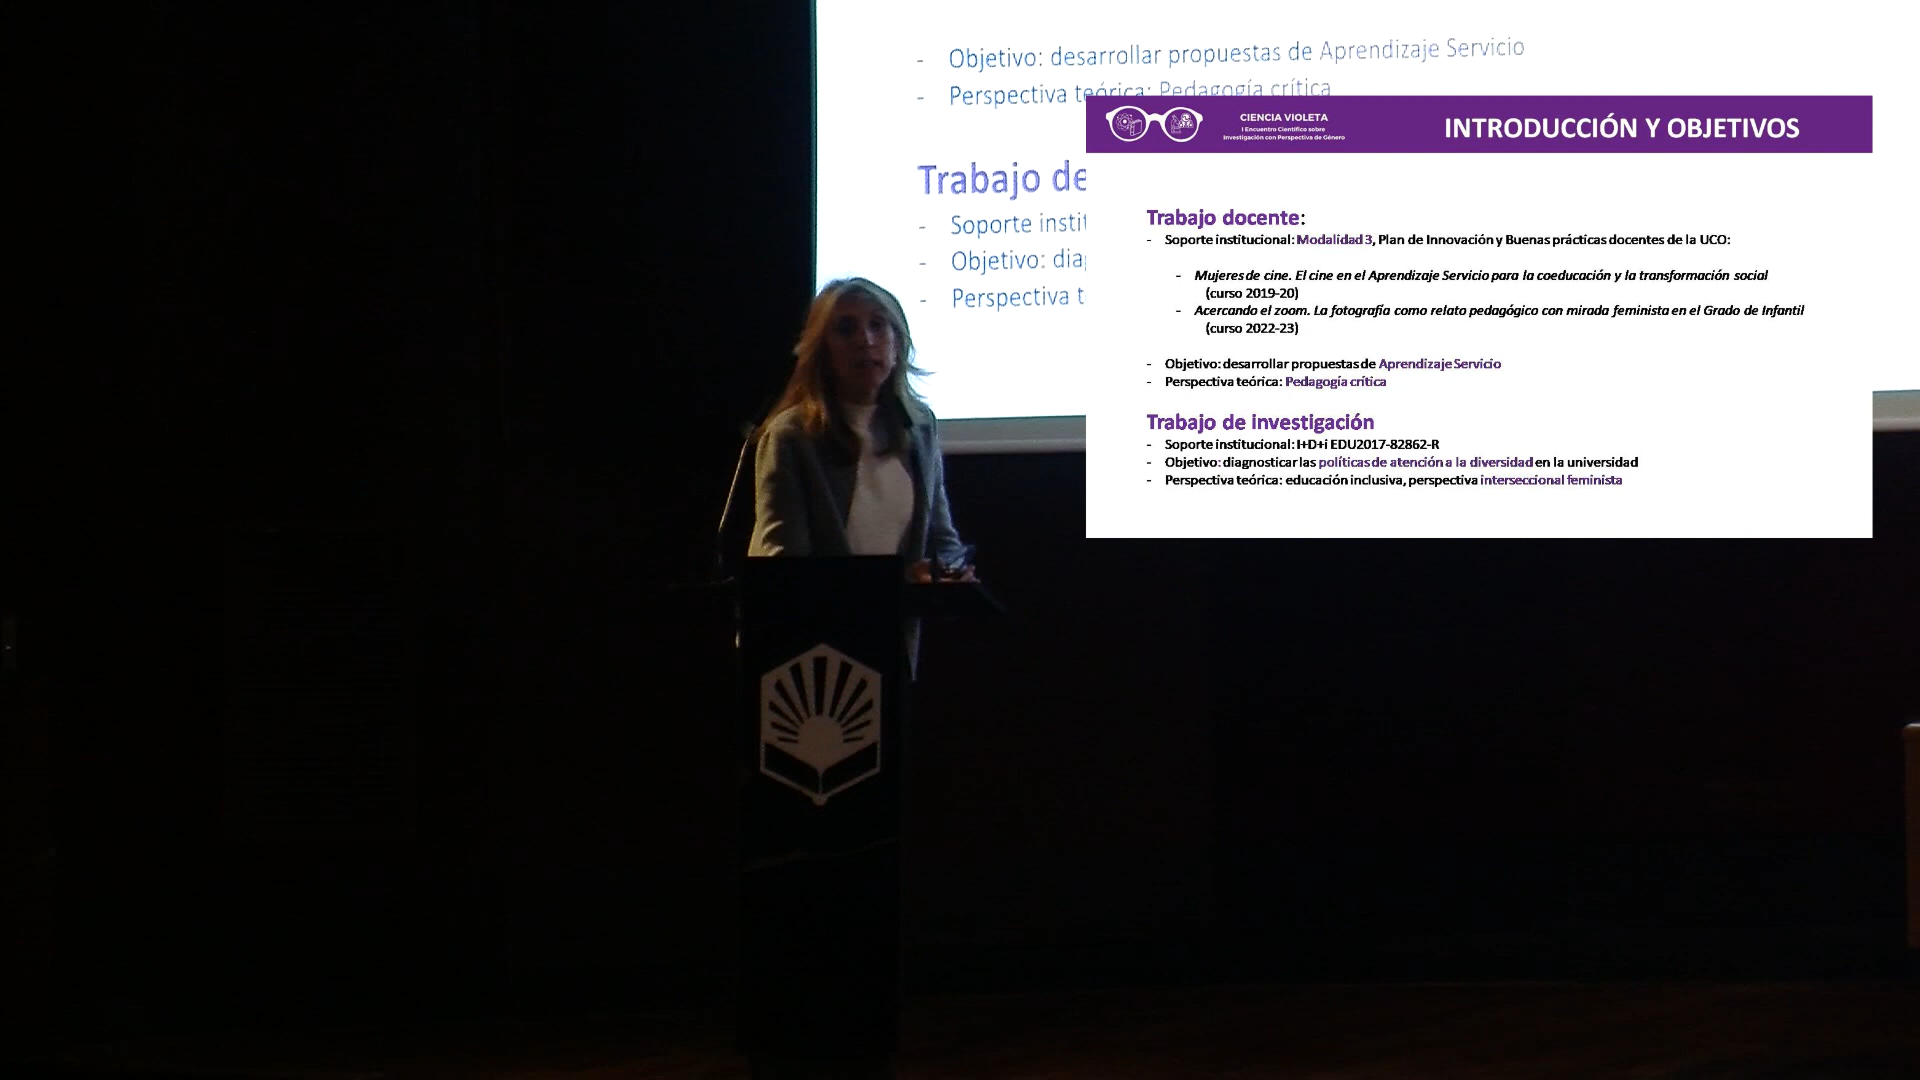 - Objetivo: desarrollar propuestas de Aprendizaje Servicio
- Perspectiva teórica: Pedagogía crítica
Trabajo de
- Soporte instit
- Objetivo: dia
- Perspectiva t
CIENCIA VIOLETA
I Encuentro Científico sobre
Investigación con Perspectiva de Género
INTRODUCCIÓN Y OBJETIVOS
Trabajo docente:
- Soporte institucional: Modalidad 3, Plan de Innovación y Buenas prácticas docentes de la UCO:
- Mujeres de cine. El cine en el Aprendizaje Servicio para la coeducación y la transformación social
(curso 2019-20)
- Acercando el zoom. La fotografía como relato pedagógico con mirada feminista en el Grado de Infantil
(curso 2022-23)
- Objetivo: desarrollar propuestas de Aprendizaje Servicio
- Perspectiva teórica: Pedagogía crítica
Trabajo de investigación
- Soporte institucional: I+D+i EDU2017-82862-R
- Objetivo: diagnosticar las políticas de atención a la diversidad en la universidad
- Perspectiva teórica: educación inclusiva, perspectiva interseccional feminista